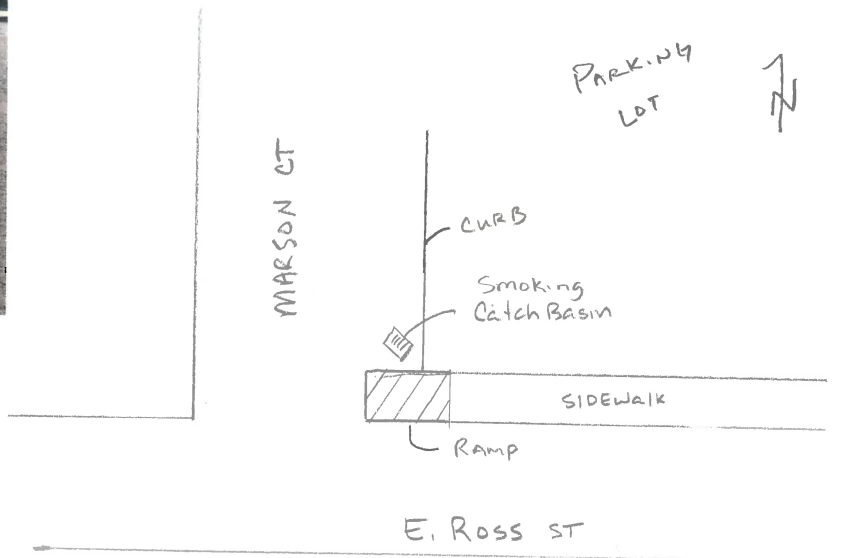 PARKING
LOT
N
MARSON CT
CURB
Smoking
Catch Basin
SIDEWALK
RAMP
E. ROSS ST